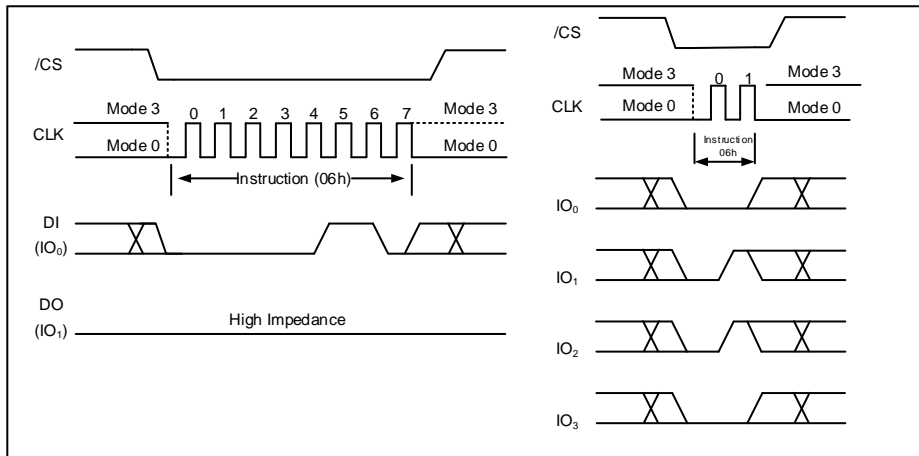 /CS
Mode 3 0 1 2 3 4 5 6 7 Mode 3
CLK
Mode 0 Mode 0
Instruction (06h)
DI
(IO0)
DO
(IO1)
High Impedance
/CS
Mode 3 0 1 Mode 3
CLK
Mode 0 Mode 0
Instruction
06h
IO0
IO1
IO2
IO3